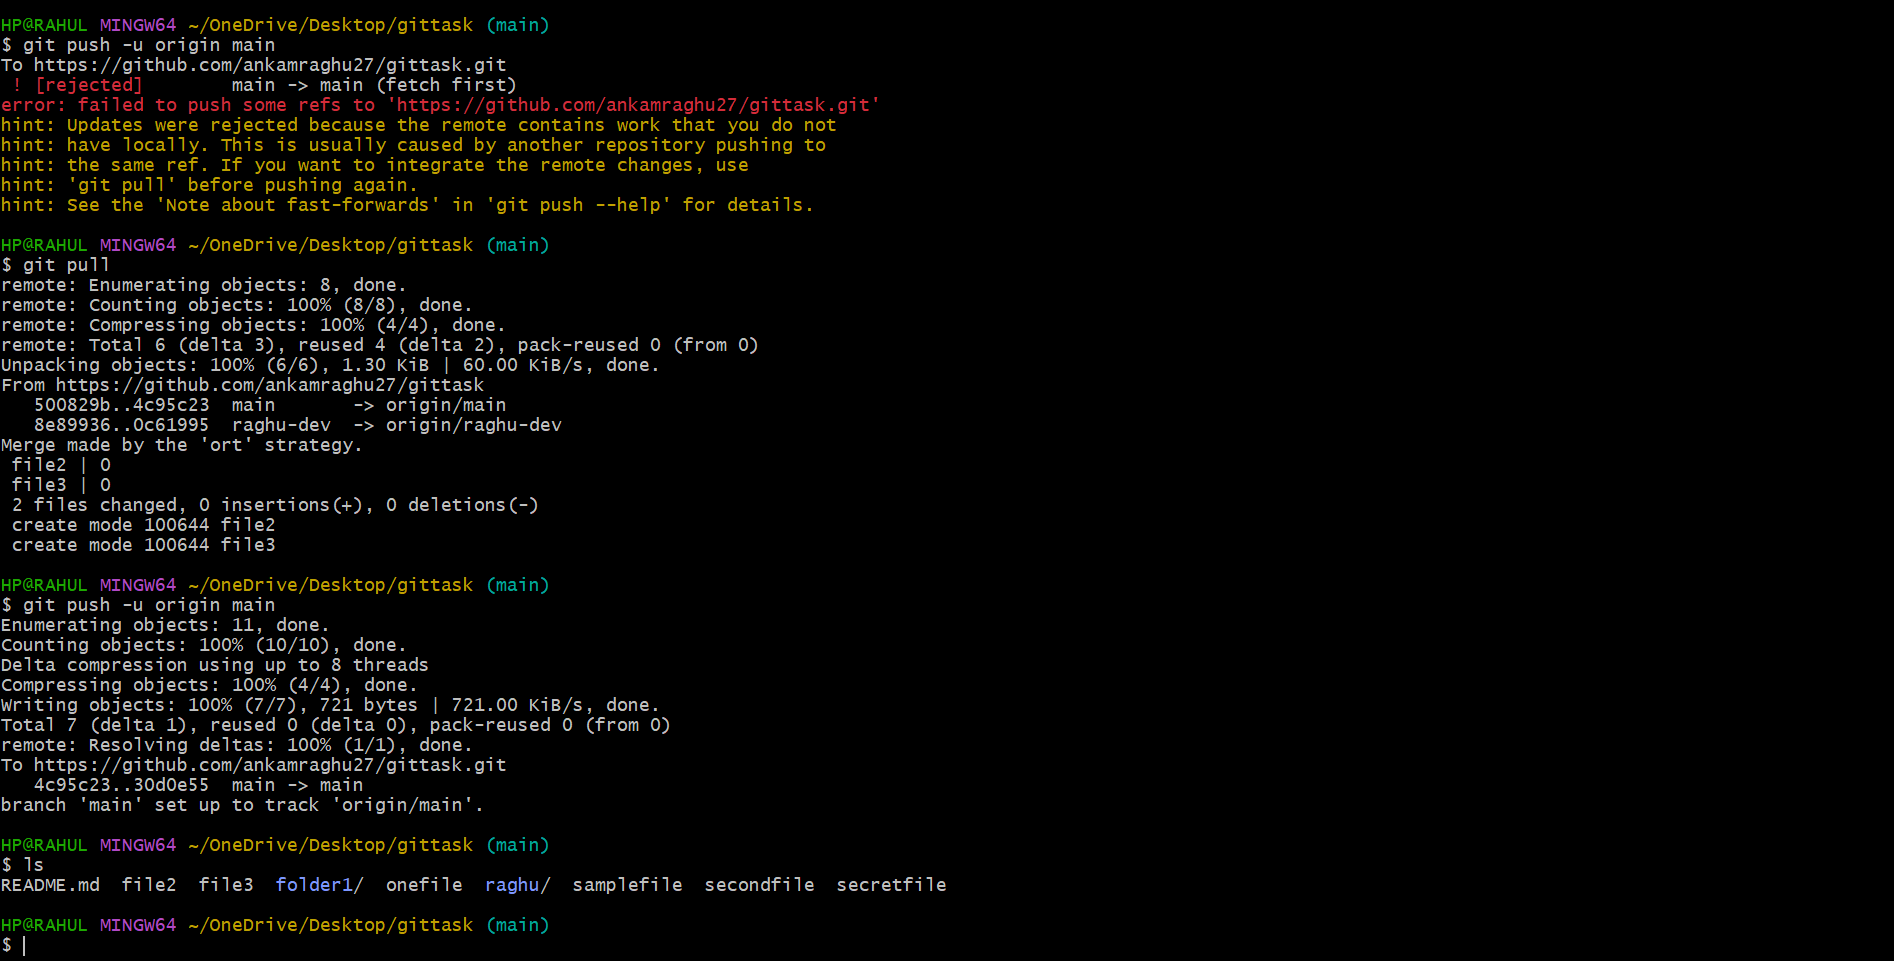 HP@RAHUL MINGW64 ~/OneDrive/Desktop/gittask (main)
$ git push -u origin main
To https://github.com/ankamraghu27/gittask.git
 ! [rejected]        main -> main (fetch first)
error: failed to push some refs to 'https://github.com/ankamraghu27/gittask.git'
hint: Updates were rejected because the remote contains work that you do not
hint: have locally. This is usually caused by another repository pushing to
hint: the same ref. If you want to integrate the remote changes, use
hint: 'git pull' before pushing again.
hint: See the 'Note about fast-forwards' in 'git push --help' for details.

HP@RAHUL MINGW64 ~/OneDrive/Desktop/gittask (main)
$ git pull
remote: Enumerating objects: 8, done.
remote: Counting objects: 100% (8/8), done.
remote: Compressing objects: 100% (4/4), done.
remote: Total 6 (delta 3), reused 4 (delta 2), pack-reused 0 (from 0)
Unpacking objects: 100% (6/6), 1.30 KiB | 60.00 KiB/s, done.
From https://github.com/ankamraghu27/gittask
   500829b..4c95c23  main       -> origin/main
   8e89936..0c61995  raghu-dev  -> origin/raghu-dev
Merge made by the 'ort' strategy.
 file2 | 0
 file3 | 0
 2 files changed, 0 insertions(+), 0 deletions(-)
 create mode 100644 file2
 create mode 100644 file3

HP@RAHUL MINGW64 ~/OneDrive/Desktop/gittask (main)
$ git push -u origin main
Enumerating objects: 11, done.
Counting objects: 100% (10/10), done.
Delta compression using up to 8 threads
Compressing objects: 100% (4/4), done.
Writing objects: 100% (7/7), 721 bytes | 721.00 KiB/s, done.
Total 7 (delta 1), reused 0 (delta 0), pack-reused 0 (from 0)
remote: Resolving deltas: 100% (1/1), done.
To https://github.com/ankamraghu27/gittask.git
   4c95c23..30d0e55  main -> main
branch 'main' set up to track 'origin/main'.

HP@RAHUL MINGW64 ~/OneDrive/Desktop/gittask (main)
$ ls
README.md  file2  file3  folder1/  onefile  raghu/  samplefile  secondfile  secretfile

HP@RAHUL MINGW64 ~/OneDrive/Desktop/gittask (main)
$